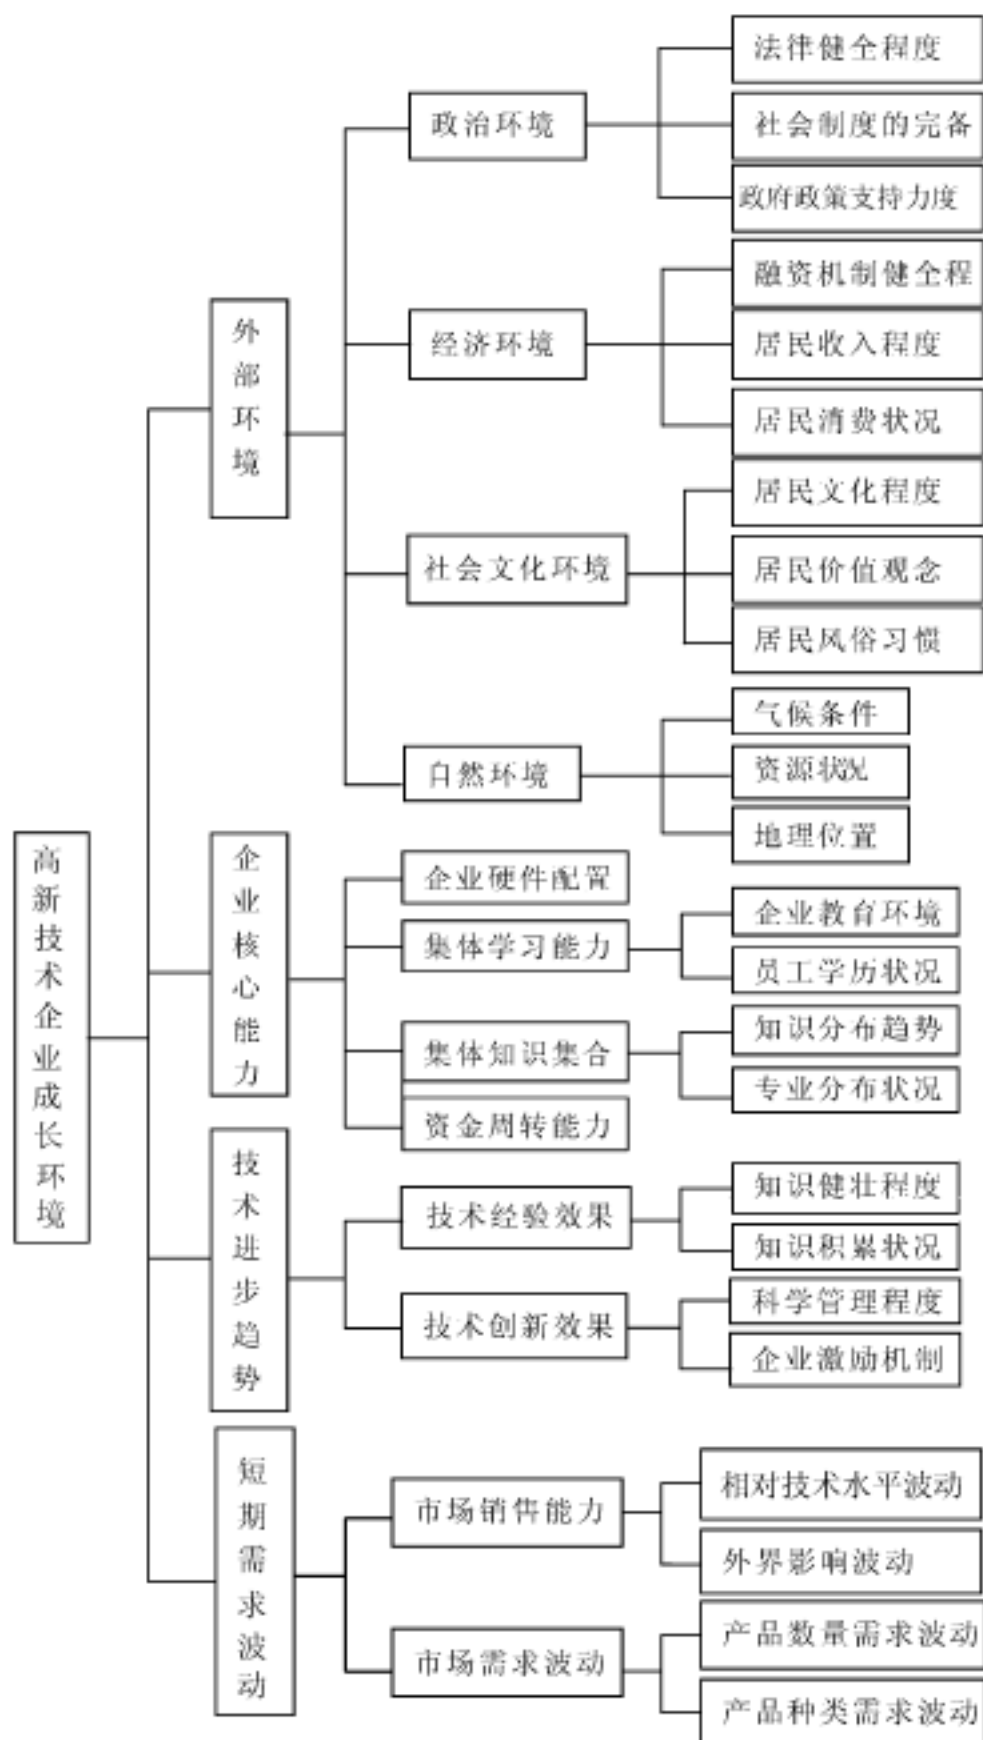 高新技术企业成长环境
外部环境
政治环境
法律健全程度
社会制度的完备
政府政策支持力度
经济环境
融资机制健全程
居民收入程度
居民消费状况
社会文化环境
居民文化程度
居民价值观念
居民风俗习惯
自然环境
气候条件
资源状况
地理位置
企业核心能力
企业硬件配置
集体学习能力
企业教育环境
员工学历状况
集体知识集合
知识分布趋势
专业分布状况
资金周转能力
技术进步趋势
技术经验效果
知识健壮程度
知识积累状况
技术创新效果
科学管理程度
企业激励机制
短期需求波动
市场销售能力
相对技术水平波动
外界影响波动
市场需求波动
产品数量需求波动
产品种类需求波动